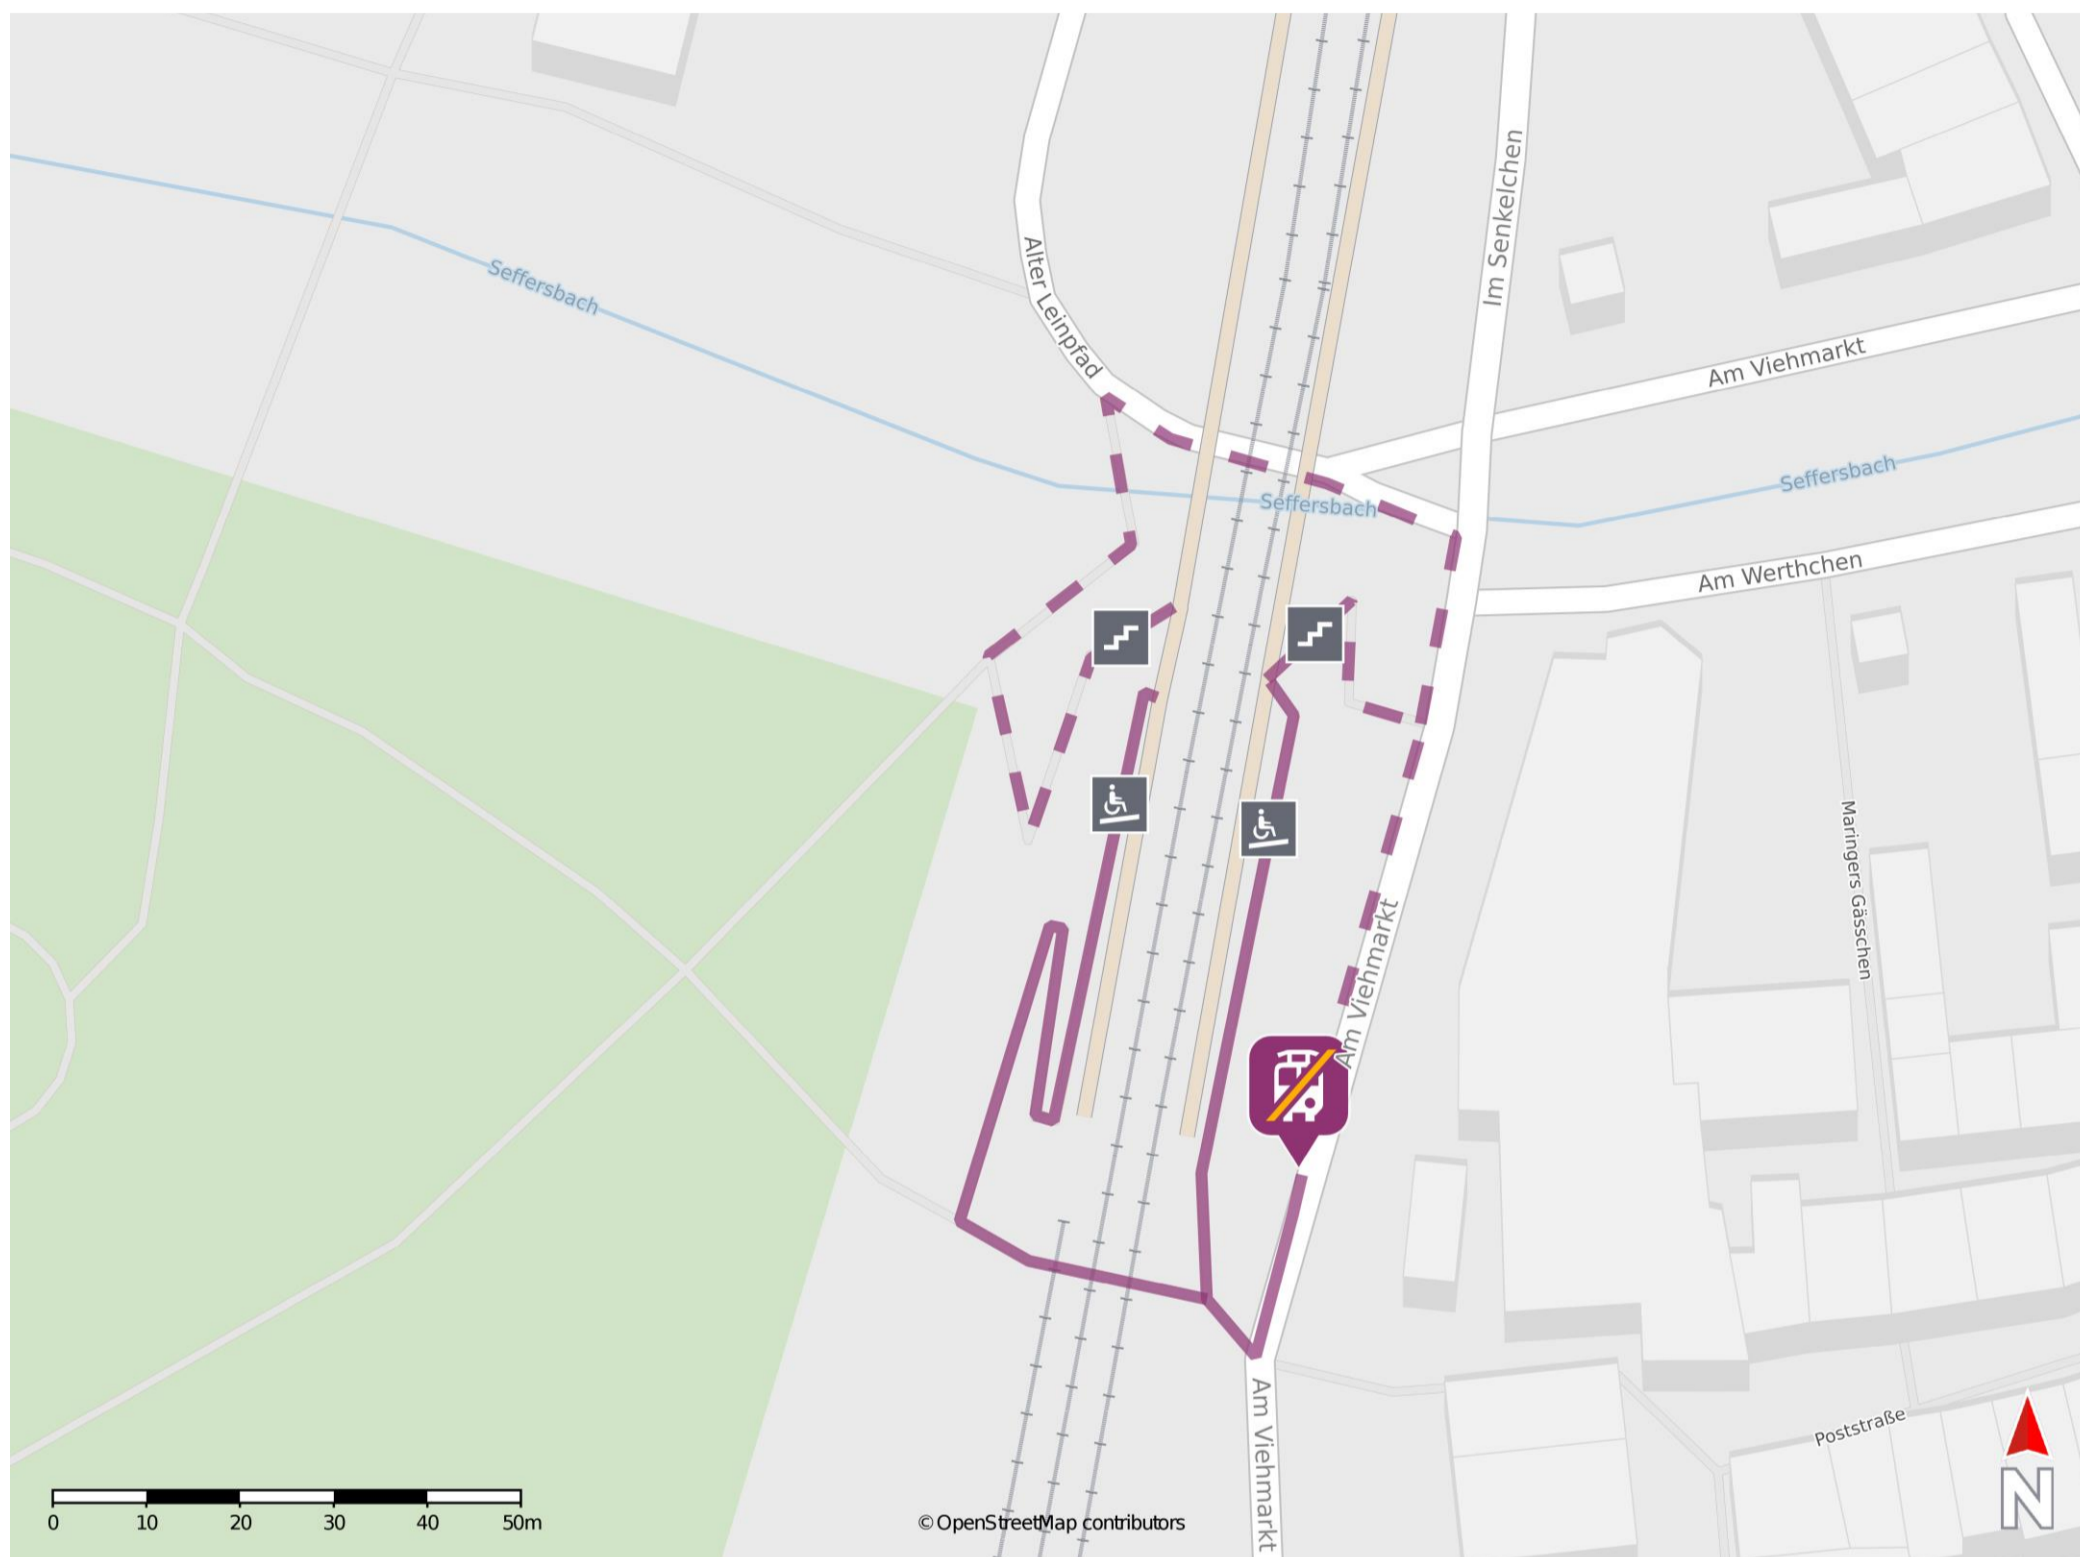 Im Senkelchen
Alter Leinpfad
Seffersbach
Am Viehmarkt
Seffersbach
Seffersbach
Am Werthchen
Maringers Gässchen
Am Viehmarkt
Am Viehmarkt
Poststraße
N
0 10 20 30 40 50m
© OpenStreetMap contributors